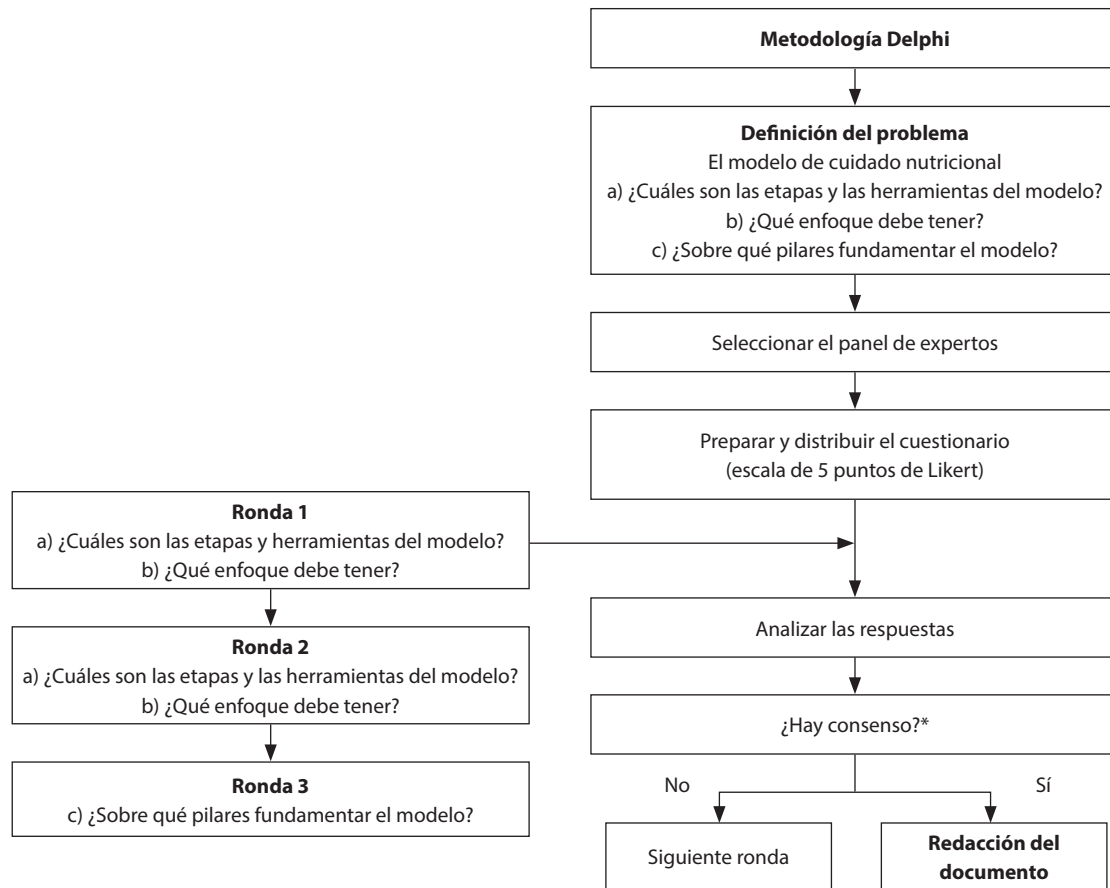 Metodología Delphi
Definición del problema
El modelo de cuidado nutricional
a) ¿Cuáles son las etapas y las herramientas del modelo?
b) ¿Qué enfoque debe tener?
c) ¿Sobre qué pilares fundamentar el modelo?
Seleccionar el panel de expertos
Preparar y distribuir el cuestionario
(escala de 5 puntos de Likert)
Ronda 1
a) ¿Cuáles son las etapas y herramientas del modelo?
b) ¿Qué enfoque debe tener?
Ronda 2
a) ¿Cuáles son las etapas y las herramientas del modelo?
b) ¿Qué enfoque debe tener?
Ronda 3
c) ¿Sobre qué pilares fundamentar el modelo?
Analizar las respuestas
¿Hay consenso?*
No
Sí
Siguiente ronda
Redacción del
documento